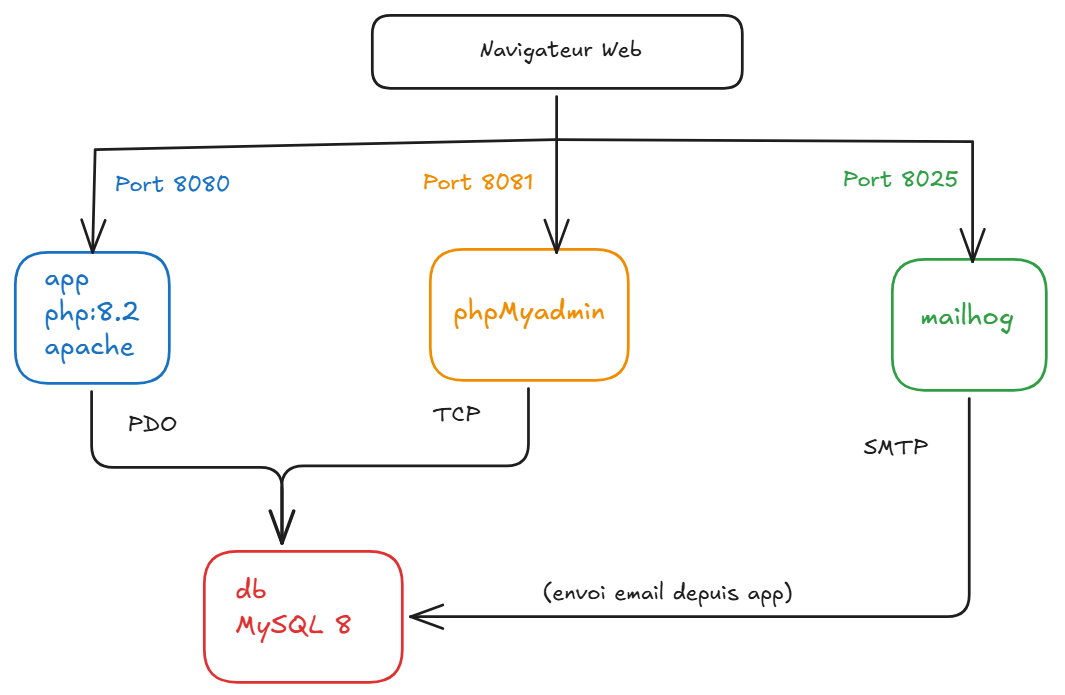 Navigateur Web
Port 8080
Port 8081
Port 8025
app
php:8.2
apache
phpMyadmin
mailhog
PDO
TCP
SMTP
db
MySQL 8
(envoi email depuis app)